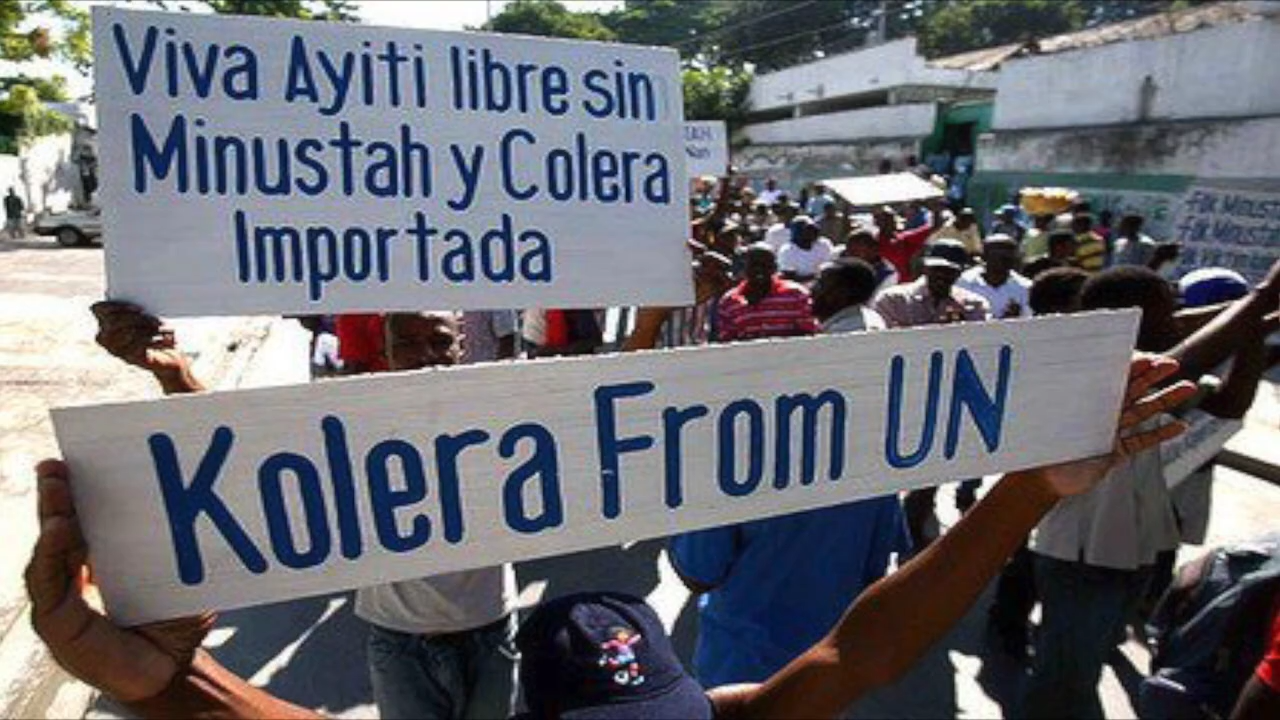 Viva Ayiti libre sin
Minustah y Colera
Importada
Kolera From UN